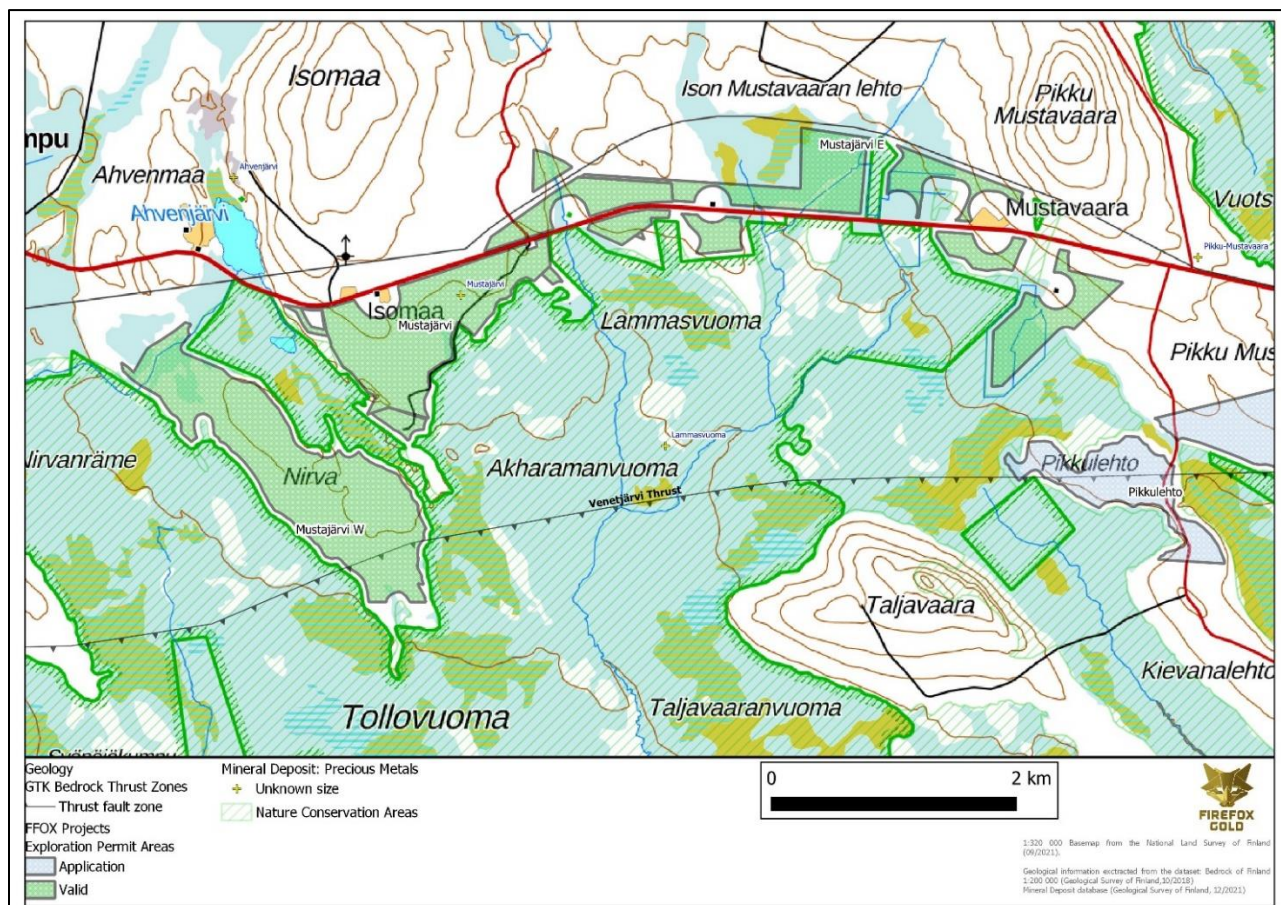 Isomaa
Ison Mustavaaran lehto
Pikku
Mustavaara
mpu
Mustajärvi E
Ahvenjärvi
Ahvenmaa
Vuots
Ahvenjärvi
Mustavaara
Pikku-Mustavaara
Mustajärvi
Isomaa
Mustajärvi
Lammasvuoma
Pikku Mus
Lammasvuoma
Nirvanräme
Nirva
Akharamanvuoma
Pikkulehto
Venetjärvi Thrust
Pikkulehto
Mustajärvi W
Taljavaara
Kievanalehto
Tollovuoma
Taljavaaranvuoma
Geology
GTK Bedrock Thrust Zones
Thrust fault zone
FFOX Projects
Exploration Permit Areas
Application
Valid
Mineral Deposit: Precious Metals
Unknown size
Nature Conservation Areas
0 2 km
FIREFOX
GOLD
1:320 000 Basemap from the National Land Survey of Finland
(09/2021).
Geological information exctracted from the dataset: Bedrock of Finland
1:200 000 (Geological Survey of Finland,10/2018)
Mineral Deposit database (Geological Survey of Finland, 12/2021)